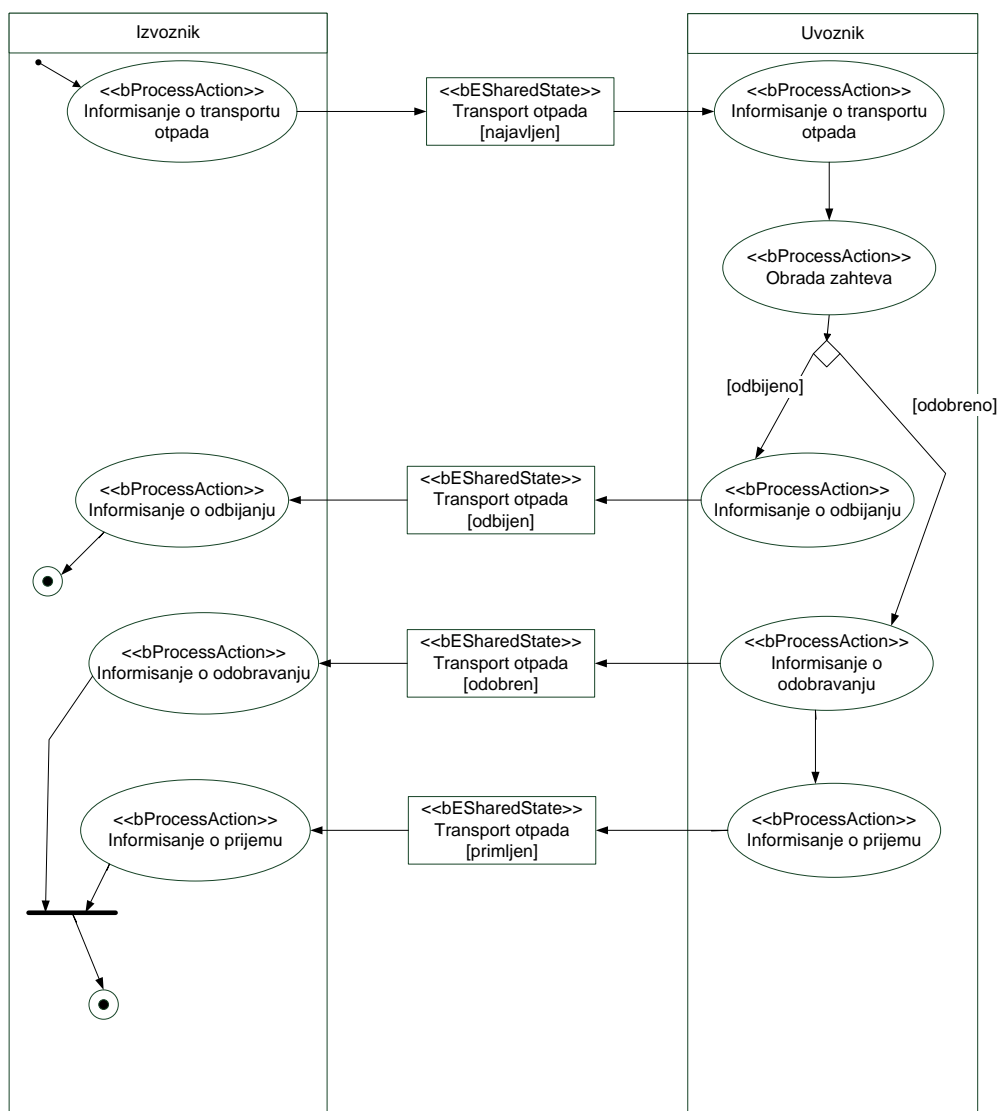 Izvoznik
Uvoznik
<<bProcessAction>>
Informisanje o transportu
otpada
<<bESharedState>>
Transport otpada
[najavljen]
<<bProcessAction>>
Informisanje o transportu
otpada
<<bProcessAction>>
Obrada zahteva
[odbijeno]
[odobreno]
<<bProcessAction>>
Informisanje o odbijanju
<<bESharedState>>
Transport otpada
[odbijen]
<<bProcessAction>>
Informisanje o odbijanju
<<bProcessAction>>
Informisanje o odobravanju
<<bESharedState>>
Transport otpada
[odobren]
<<bProcessAction>>
Informisanje o
odobravanju
<<bProcessAction>>
Informisanje o prijemu
<<bESharedState>>
Transport otpada
[primljen]
<<bProcessAction>>
Informisanje o prijemu